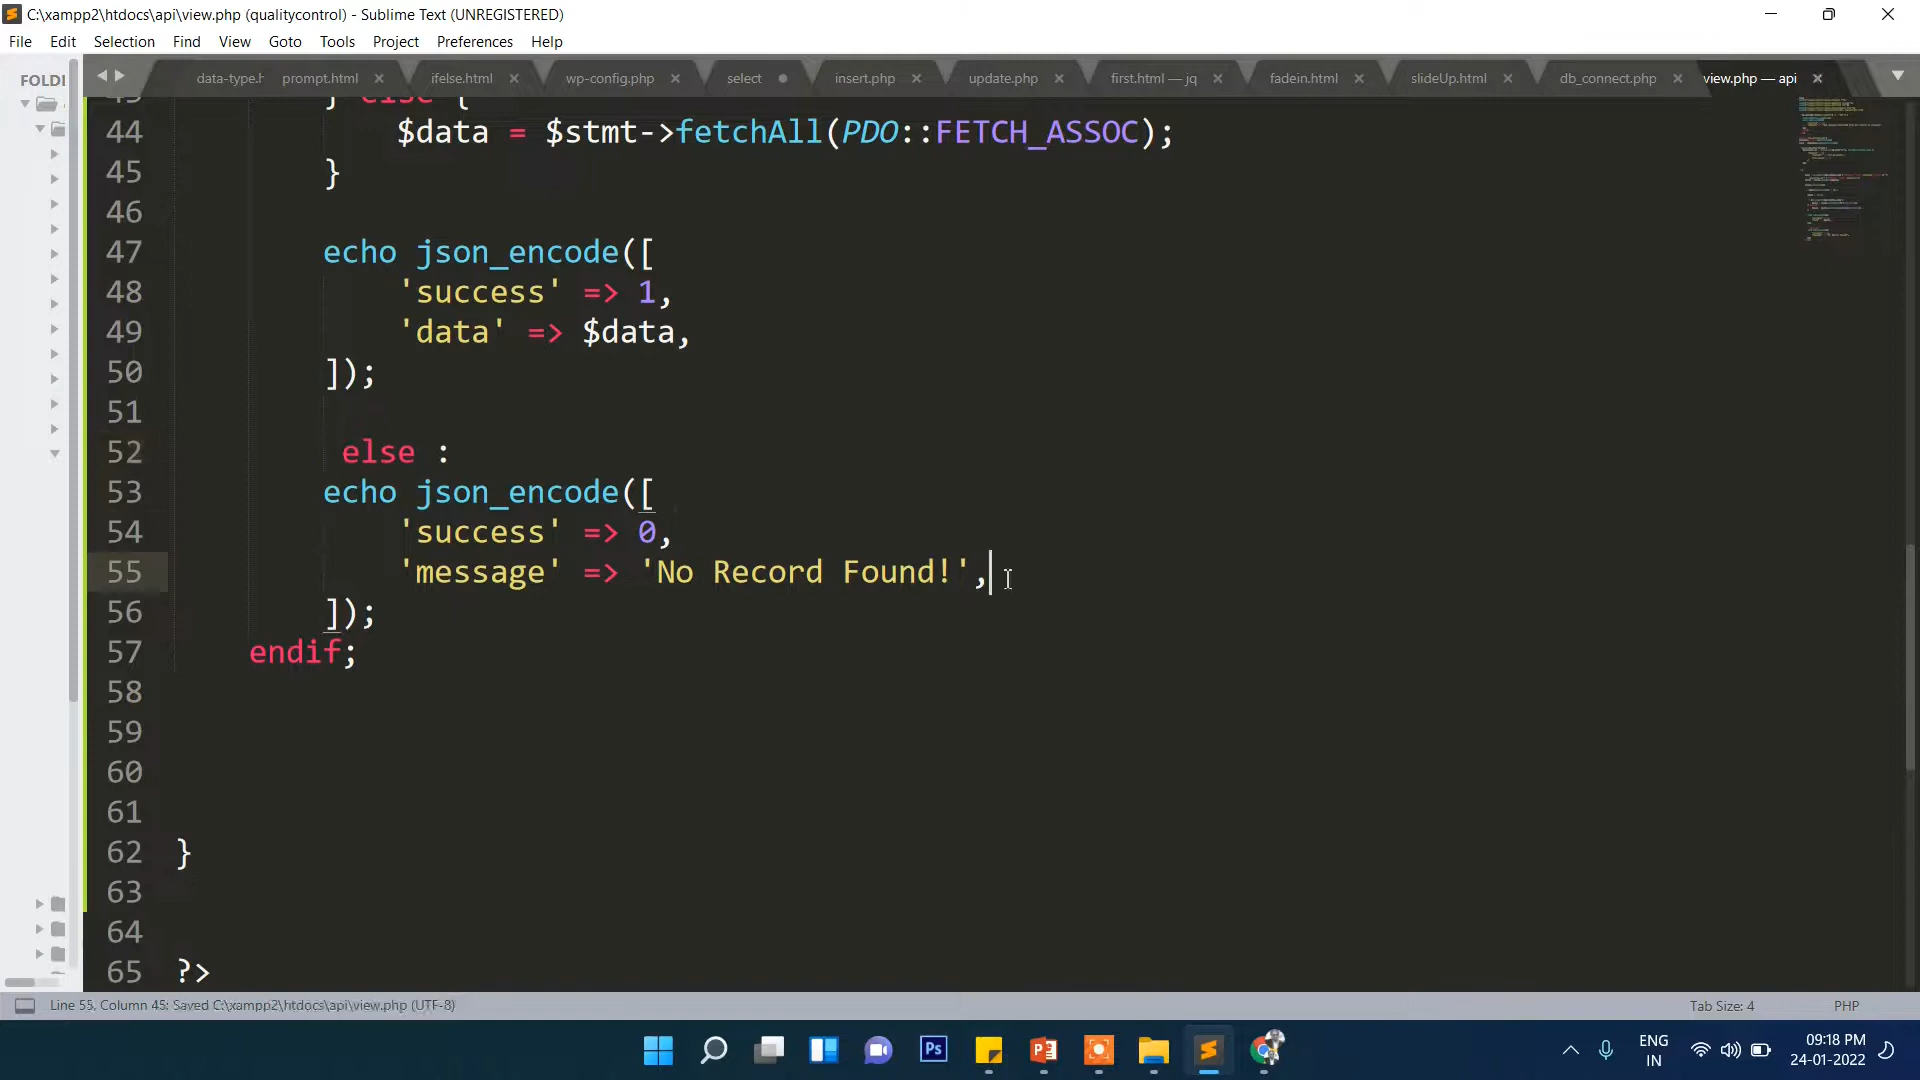 C:\xampp2\htdocs\api\view.php (qualitycontrol) - Sublime Text (UNREGISTERED)
File Edit Selection Find View Goto Tools Project Preferences Help
FOLDI
data-type.h prompt.html ifelse.html wp-config.php select insert.php update.php first.html — jq fadein.html slideUp.html db_connect.php view.php — api
} else {
44 $data = $stmt->fetchAll(PDO::FETCH_ASSOC);
45 }
46
47 echo json_encode([
48 'success' => 1,
49 'data' => $data,
50 ]);
51
52 else :
53 echo json_encode([
54 'success' => 0,
55 'message' => 'No Record Found!',
56 ]);
57 endif;
58
59
60
61
62 }
63
64
65 ?>
Line 55, Column 45: Saved C:\xampp2\htdocs\api\view.php (UTF-8)
Tab Size: 4 PHP
Ps
ENG
IN
09:18 PM
24-01-2022